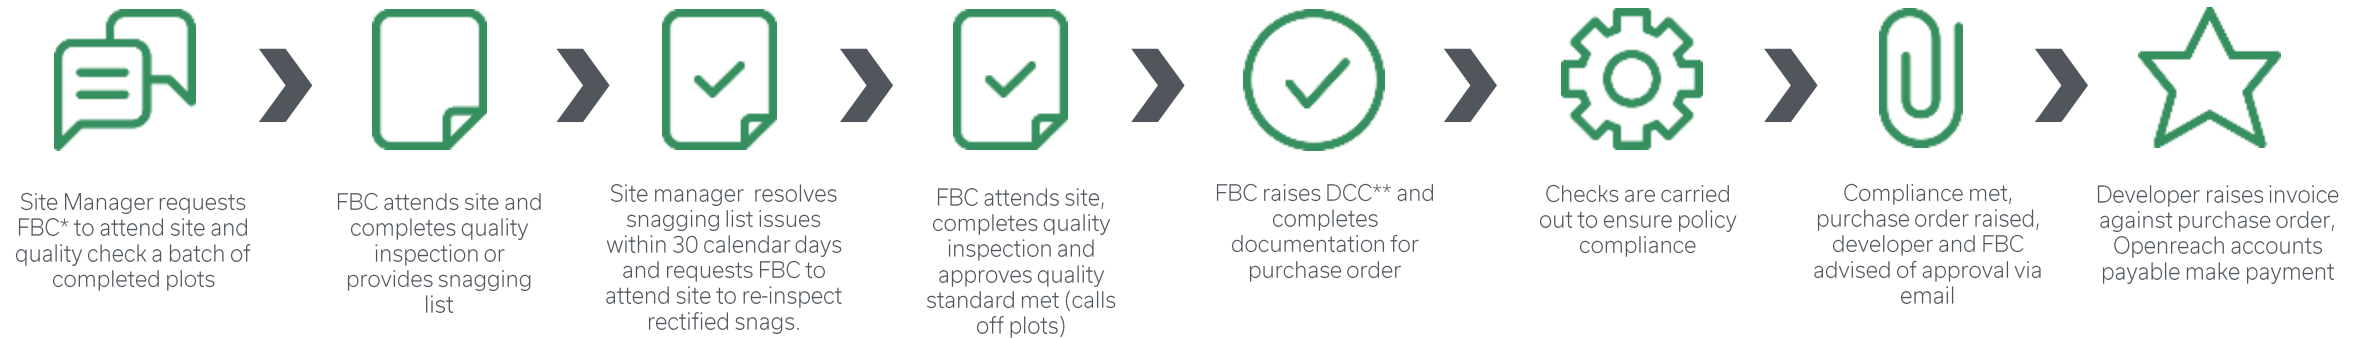 Site Manager requests
FBC* to attend site and
quality check a batch of
completed plots
FBC attends site and
completes quality
inspection or
provides snagging
list
Site manager  resolves
snagging list issues
within 30 calendar days
and requests FBC to
attend site to re-inspect
rectified snags.
FBC attends site,
completes quality
inspection and
approves quality
standard met (calls
off plots)
FBC raises DCC** and
completes
documentation for
purchase order
Checks are carried
out to ensure policy
compliance
Compliance met,
purchase order raised,
developer and FBC
advised of approval via
email
Developer raises invoice
against purchase order,
Openreach accounts
payable make payment